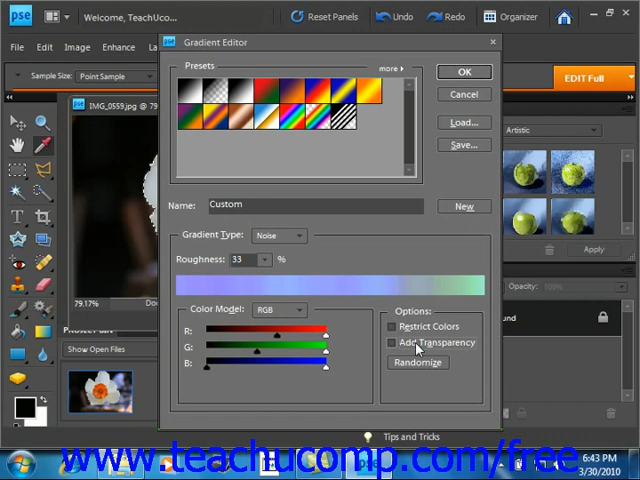 pse
Welcome, TeachUco...
Reset Panels
Undo
Redo
Organizer
File
Edit
Image
Enhance
La
Sample Size:
Point Sample
EDIT Full
IMG_0559.jpg @ 79
pse Gradient Editor
Presets
more
OK
Cancel
Load...
Save...
Name:
Custom
New
Gradient Type:
Noise
Roughness:
33
%
Color Model:
RGB
R:
G:
B:
Options:
Restrict Colors
Add Transparency
Randomize
Artistic
Apply
Opacity:
100%
und
79.17%
Show Open Files
Tips and Tricks
www.teachucomp.com/free
6:43 PM
3/30/2010